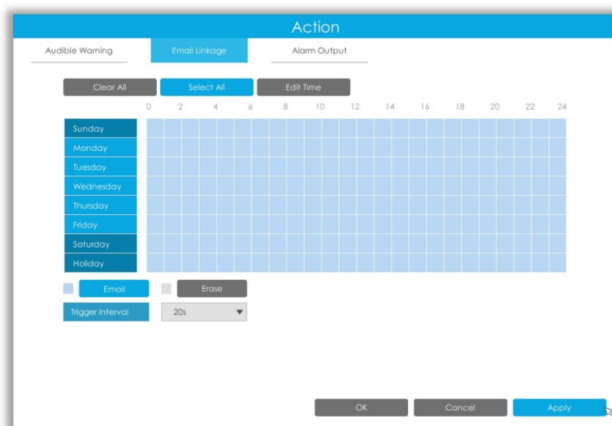 Action
Audible Warning Email Linkage Alarm Output
Clear All Select All Edit Time
0 2 4 6 8 10 12 14 16 18 20 22 24
Sunday
Monday
Tuesday
Wednesday
Thursday
Friday
Saturday
Holiday
Email Erase
Trigger Interval 20s
OK Cancel Apply